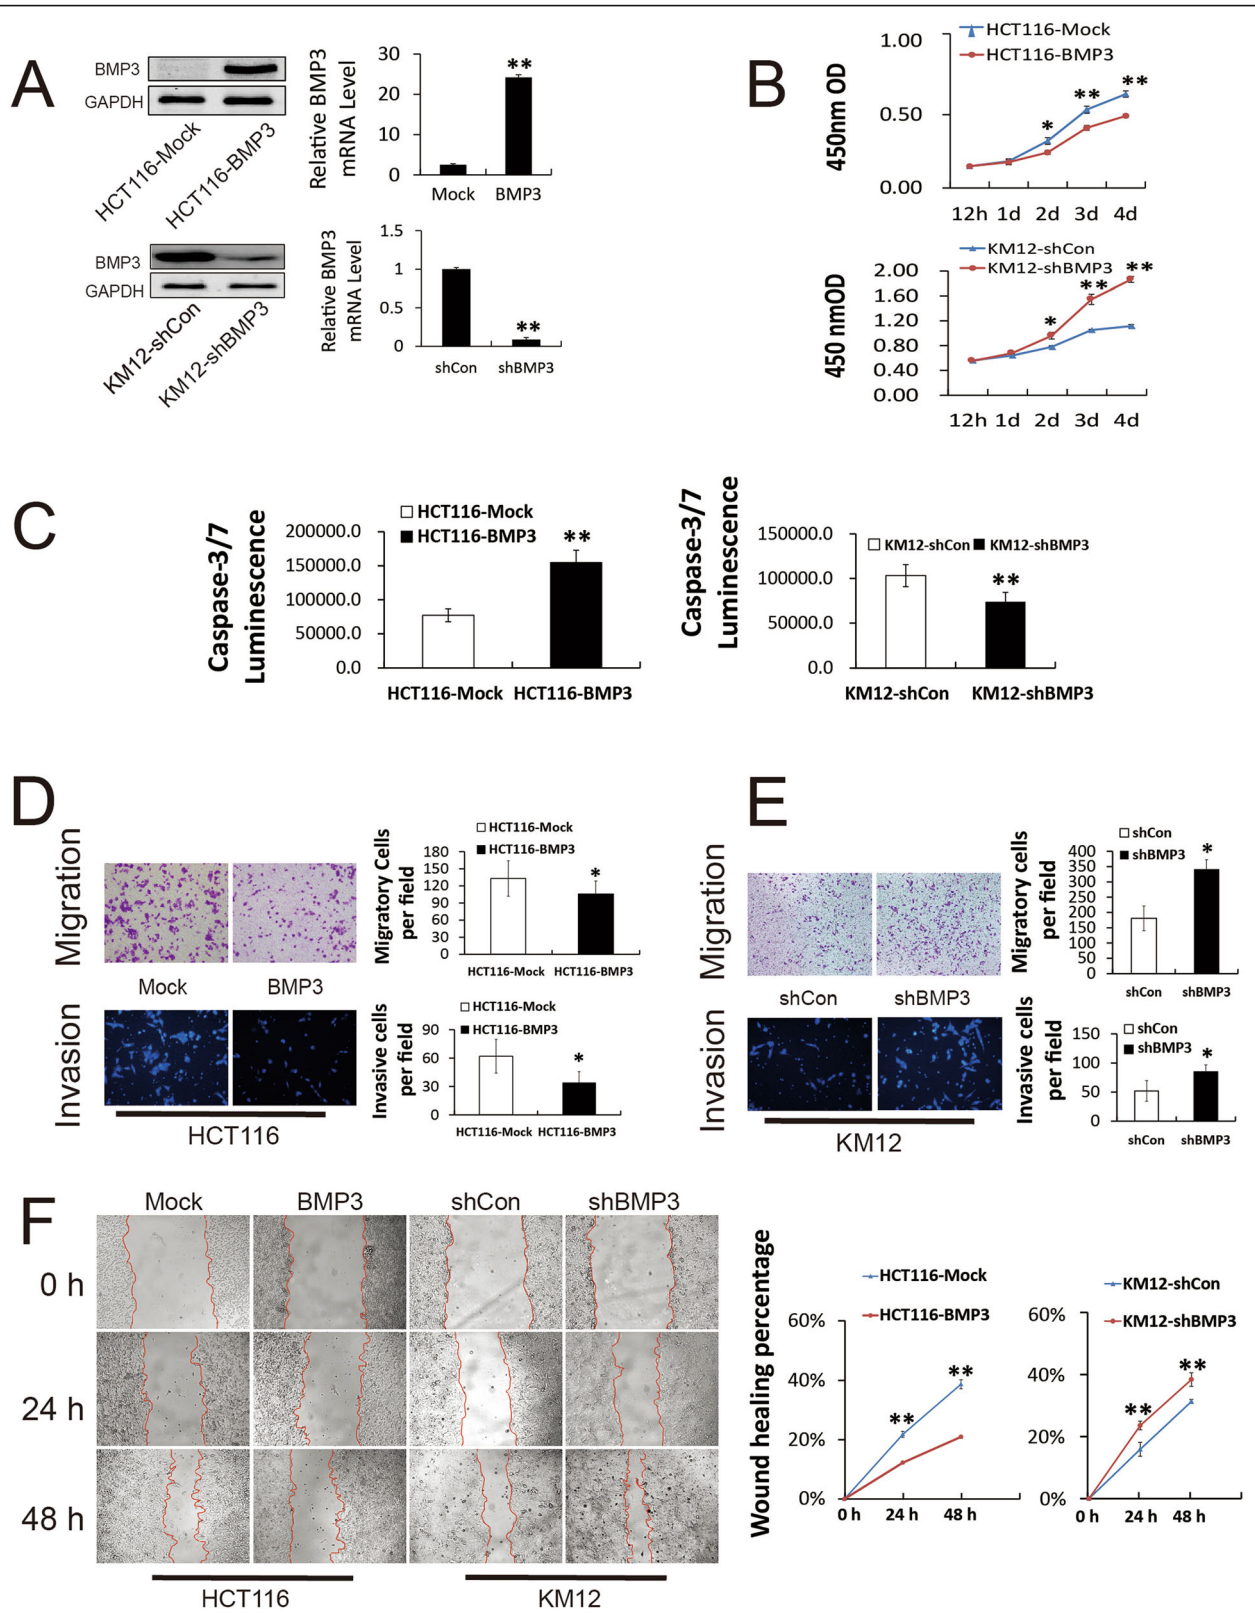 A
BMP3
GAPDH
HCT116-Mock
HCT116-BMP3
BMP3
GAPDH
KM12-shCon
KM12-shBMP3
Relative BMP3
mRNA Level
30
20
10
0
**
Mock
BMP3
Relative BMP3
mRNA Level
1.5
1
0.5
0
**
shCon
shBMP3
B
HCT116-Mock
HCT116-BMP3
450nm OD
1.00
0.50
0.00
*
**
**
12h
1d
2d
3d
4d
KM12-shCon
KM12-shBMP3
450 nmOD
2.00
1.60
1.20
0.80
0.40
0.00
*
**
**
12h
1d
2d
3d
4d
C
Caspase-3/7
Luminescence
HCT116-Mock
HCT116-BMP3
200000.0
150000.0
100000.0
50000.0
0.0
**
HCT116-Mock
HCT116-BMP3
Caspase-3/7
Luminescence
KM12-shCon
KM12-shBMP3
150000.0
100000.0
50000.0
0.0
**
KM12-shCon
KM12-shBMP3
D
Migration
Mock
BMP3
Invasion
HCT116
Migratory Cells
per field
HCT116-Mock
HCT116-BMP3
180
150
120
90
60
30
0
*
HCT116-Mock
HCT116-BMP3
Invasive cells
per field
HCT116-Mock
HCT116-BMP3
90
60
30
0
*
HCT116-Mock
HCT116-BMP3
E
Migration
shCon
shBMP3
Invasion
KM12
Migratory cells
per field
shCon
shBMP3
400
350
300
250
200
150
100
50
0
*
shCon
shBMP3
Invasive cells
per field
shCon
shBMP3
150
100
50
0
*
shCon
shBMP3
F
Mock
BMP3
shCon
shBMP3
0 h
24 h
48 h
HCT116
KM12
Wound healing percentage
HCT116-Mock
HCT116-BMP3
60%
40%
20%
0%
**
**
0 h
24 h
48 h
KM12-shCon
KM12-shBMP3
60%
40%
20%
0%
**
**
0 h
24 h
48 h